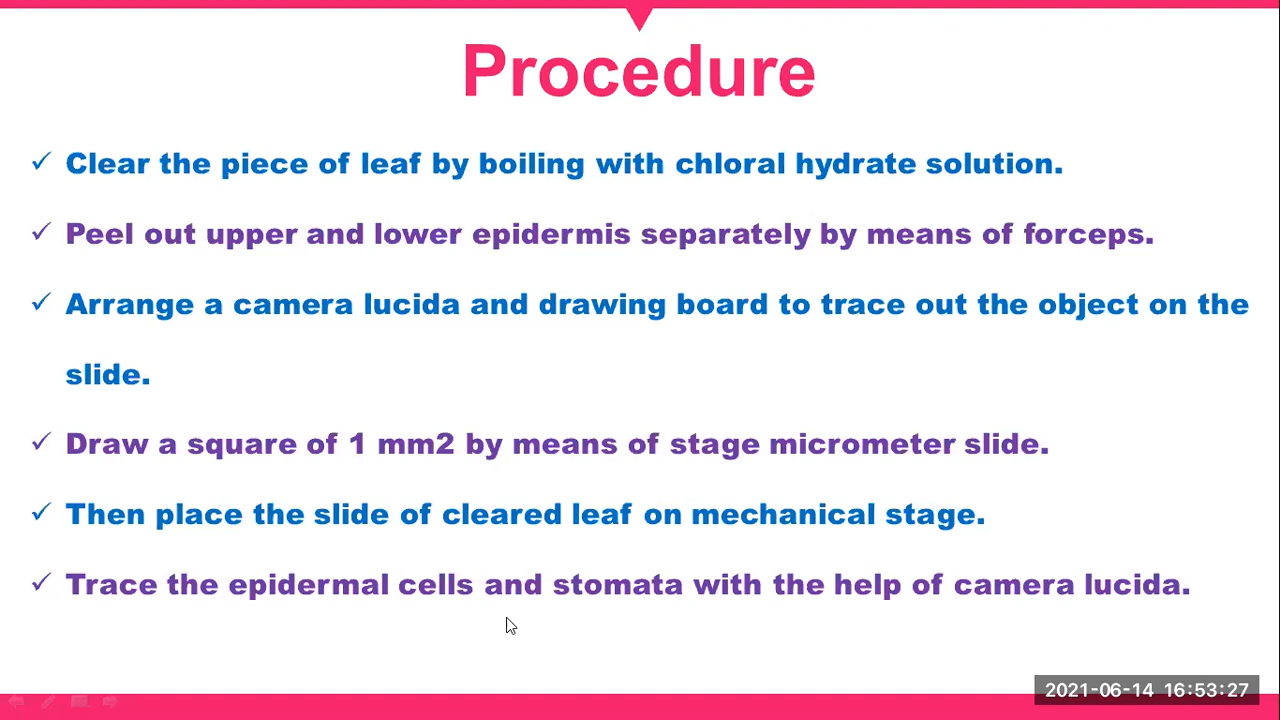 Procedure
✓ Clear the piece of leaf by boiling with chloral hydrate solution.
✓ Peel out upper and lower epidermis separately by means of forceps.
✓ Arrange a camera lucida and drawing board to trace out the object on the
slide.
✓ Draw a square of 1 mm2 by means of stage micrometer slide.
✓ Then place the slide of cleared leaf on mechanical stage.
✓ Trace the epidermal cells and stomata with the help of camera lucida.
2021-06-14 16:53:27